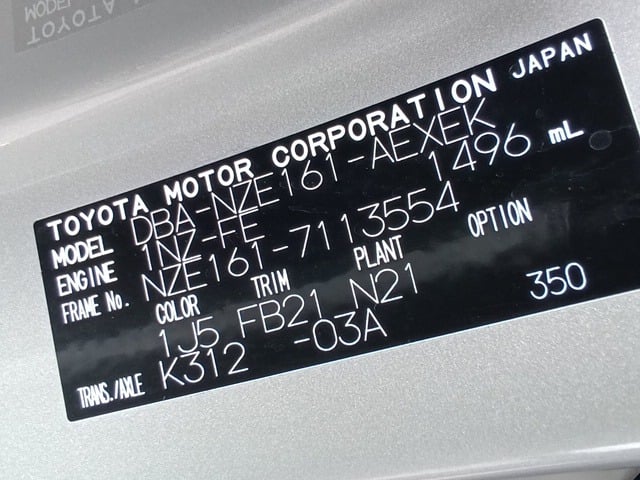 TOYOTA MOTOR CORPORATION JAPAN
MODEL DBA-NZE161-AEXEK
ENGINE 1NZ-FE 1496 mL
FRAME No. NZE161-7113554
COLOR TRIM PLANT OPTION
1J5 FB21 N21
TRANS./AXLE K312 -03A 350